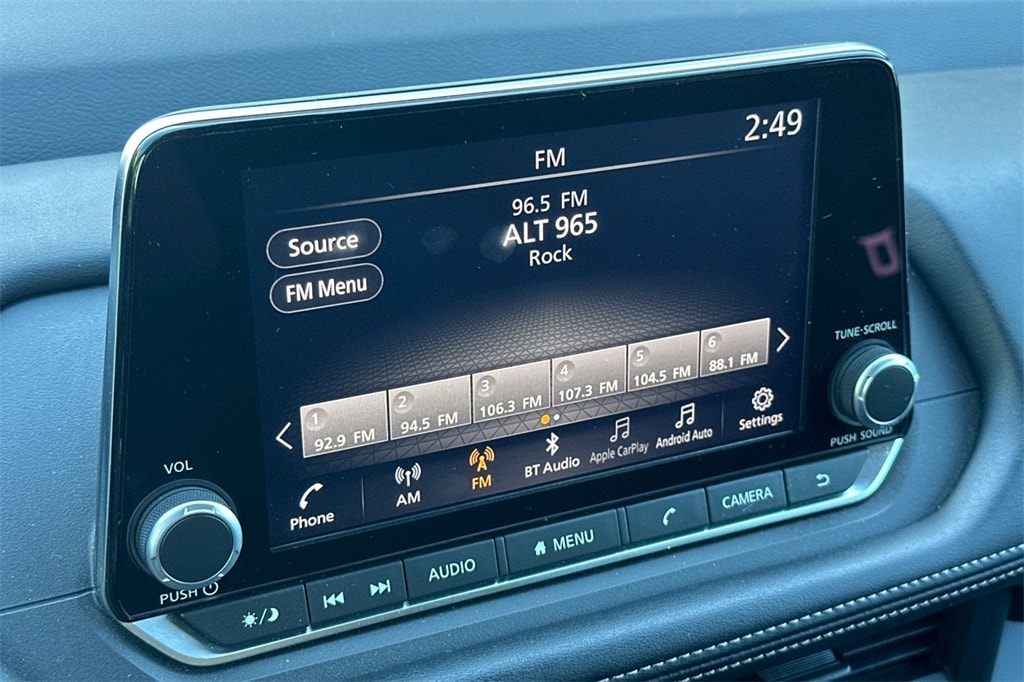 FM
2:49
96.5 FM
ALT 965
Rock
Source
FM Menu
1
92.9 FM
2
94.5 FM
3
106.3 FM
4
107.3 FM
5
104.5 FM
6
88.1 FM
Phone
AM
FM
BT Audio
Apple CarPlay
Android Auto
Settings
TUNE·SCROLL
PUSH SOUND
VOL
PUSH
AUDIO
MENU
CAMERA